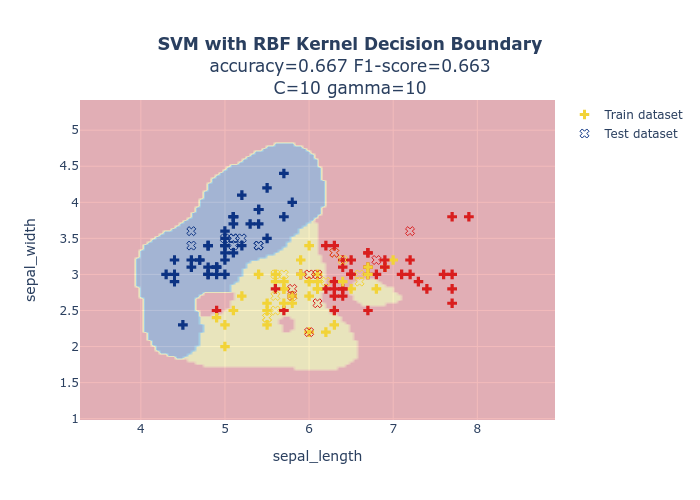 SVM with RBF Kernel Decision Boundary
accuracy=0.667 F1-score=0.663
C=10 gamma=10
Train dataset
Test dataset
5
4.5
4
3.5
3
2.5
2
1.5
1
sepal_width
4 5 6 7 8
sepal_length